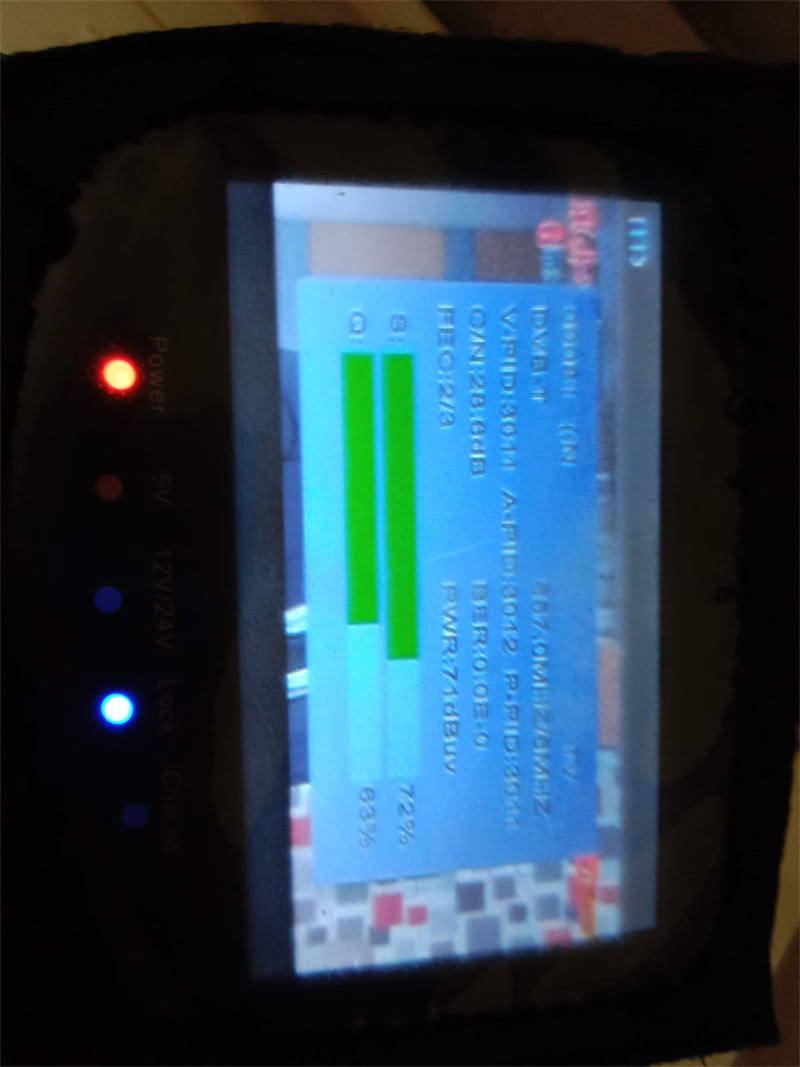 DVB-T
V-PID:3011 A-PID:3012 P-PID:3011
C/N:28.6dB BER:0.0E-0
FEC:2/3 PWR:71dBuv
S: 72%
Q: 63%
Power 5V 12V/24V Lock Charge